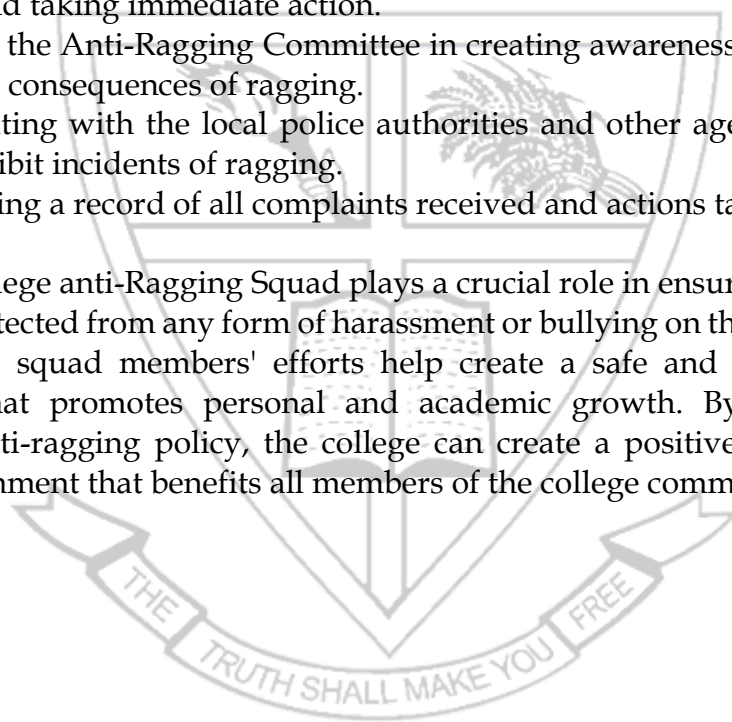 nd taking immediate action.
the Anti-Ragging Committee in creating awareness
consequences of ragging.
ting with the local police authorities and other age
ibit incidents of ragging.
ing a record of all complaints received and actions ta
lege anti-Ragging Squad plays a crucial role in ensur
tected from any form of harassment or bullying on th
squad members' efforts help create a safe and
hat promotes personal and academic growth. By
ti-ragging policy, the college can create a positive
nment that benefits all members of the college comm
THE TRUTH SHALL MAKE YOU FREE